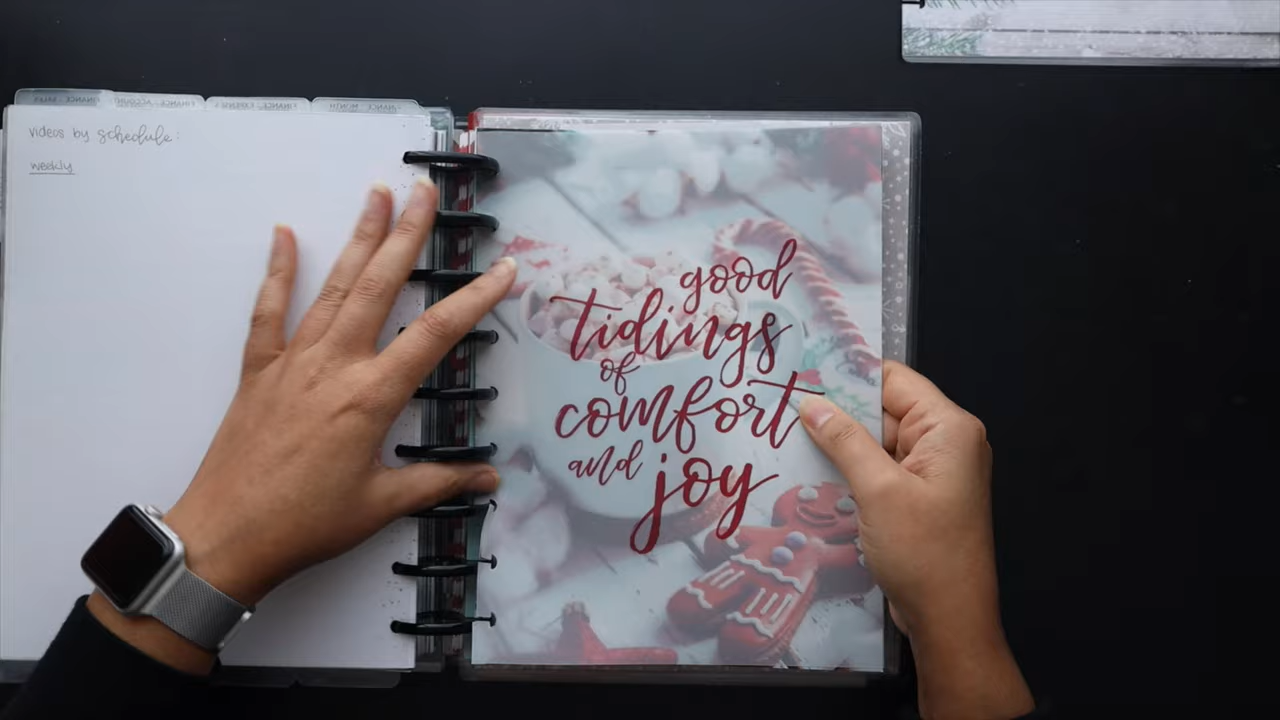 videos by schedule:
weekly
good
tidings
of
comfort
and joy